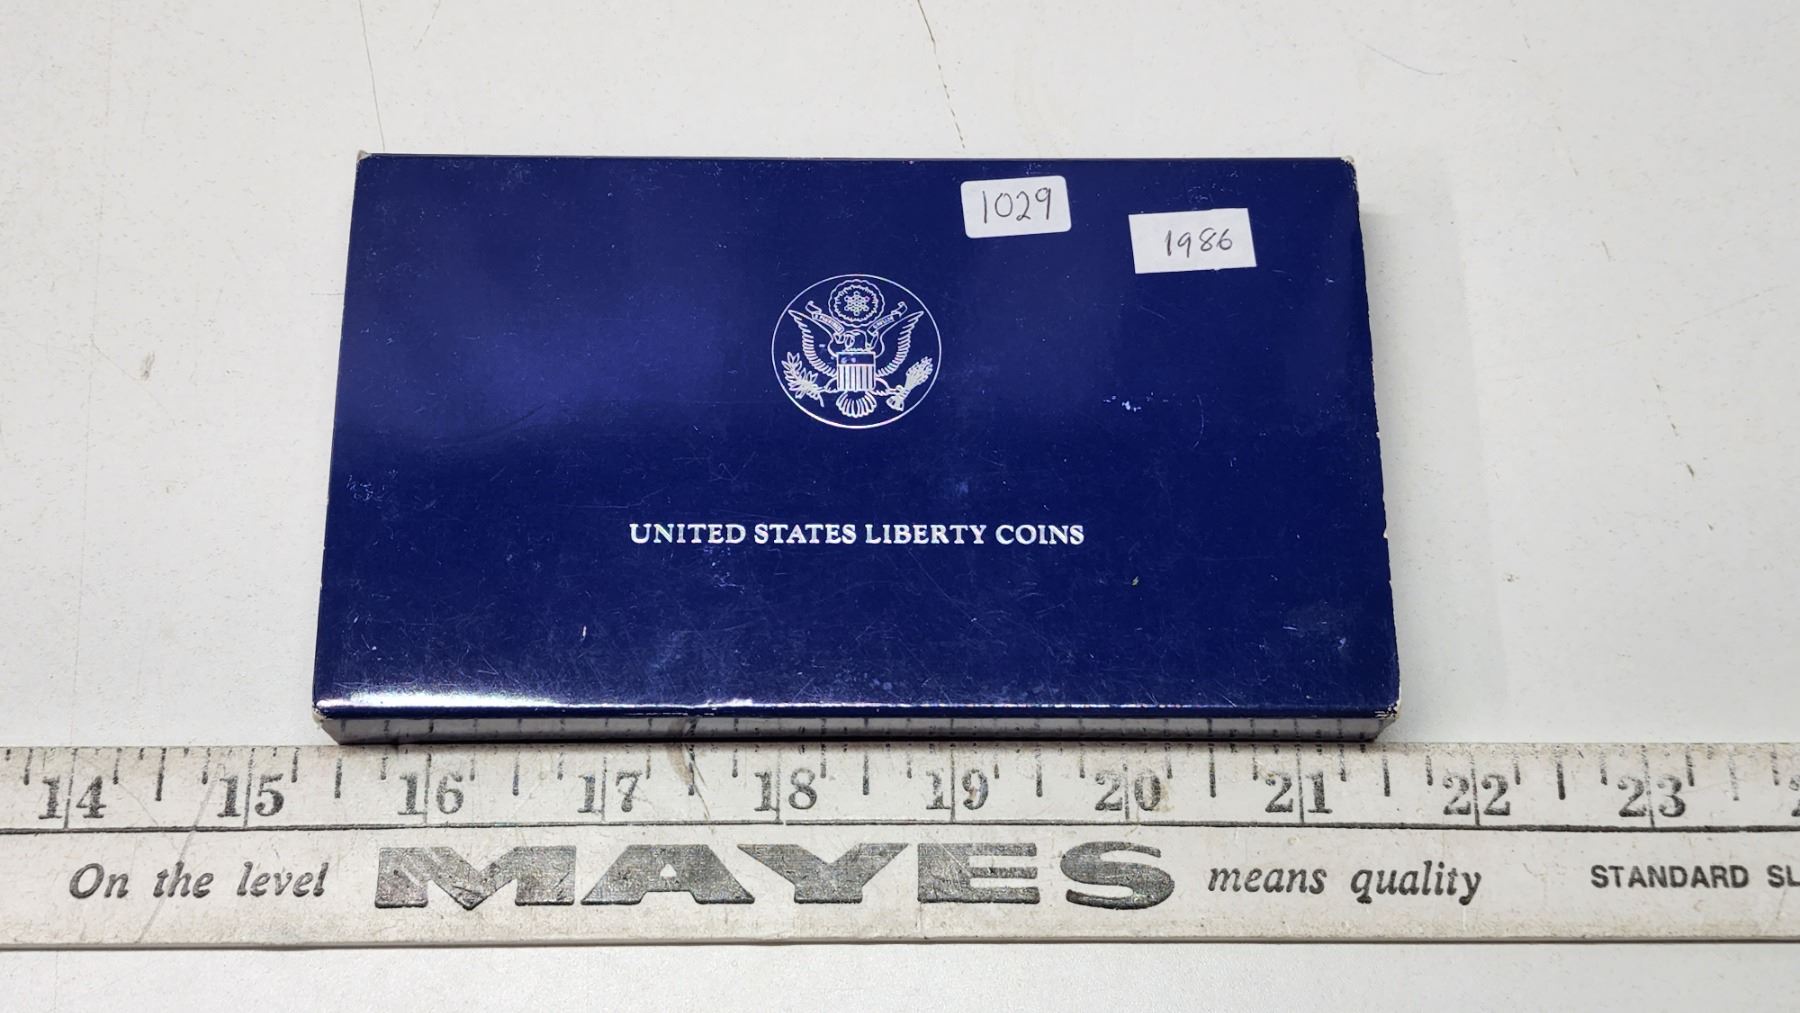 1029
1986
UNITED STATES LIBERTY COINS
14 15 16 17 18 19 20 21 22 23
On the level MAYES means quality STANDARD SL